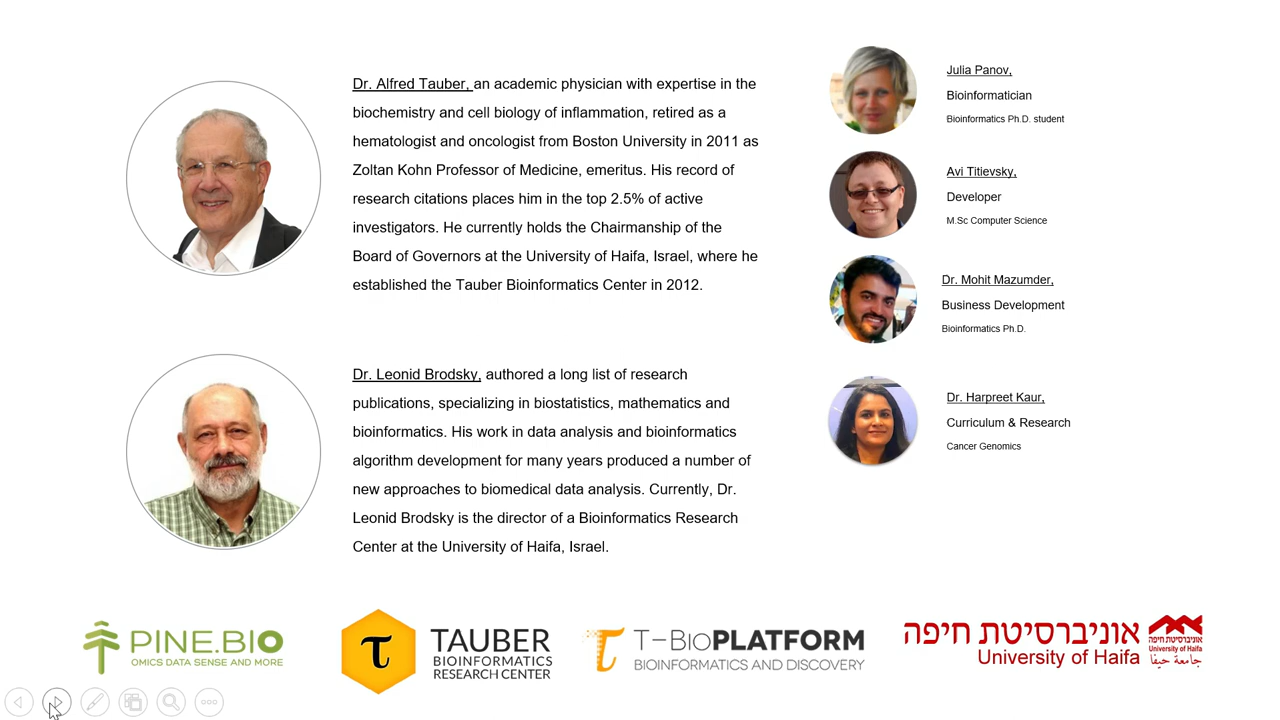 Dr. Alfred Tauber, an academic physician with expertise in the
biochemistry and cell biology of inflammation, retired as a
hematologist and oncologist from Boston University in 2011 as
Zoltan Kohn Professor of Medicine, emeritus. His record of
research citations places him in the top 2.5% of active
investigators. He currently holds the Chairmanship of the
Board of Governors at the University of Haifa, Israel, where he
established the Tauber Bioinformatics Center in 2012.
Dr. Leonid Brodsky, authored a long list of research
publications, specializing in biostatistics, mathematics and
bioinformatics. His work in data analysis and bioinformatics
algorithm development for many years produced a number of
new approaches to biomedical data analysis. Currently, Dr.
Leonid Brodsky is the director of a Bioinformatics Research
Center at the University of Haifa, Israel.
Julia Panov,
Bioinformatician
Bioinformatics Ph.D. student
Avi Titievsky,
Developer
M.Sc Computer Science
Dr. Mohit Mazumder,
Business Development
Bioinformatics Ph.D.
Dr. Harpreet Kaur,
Curriculum & Research
Cancer Genomics
PINE.BIO
OMICS DATA SENSE AND MORE
τ
TAUBER
BIOINFORMATICS
RESEARCH CENTER
T-BioPLATFORM
BIOINFORMATICS AND DISCOVERY
אוניברסיטת חיפה
University of Haifa
אוניברסיטת חיפה
University of Haifa
جامعة حيفا